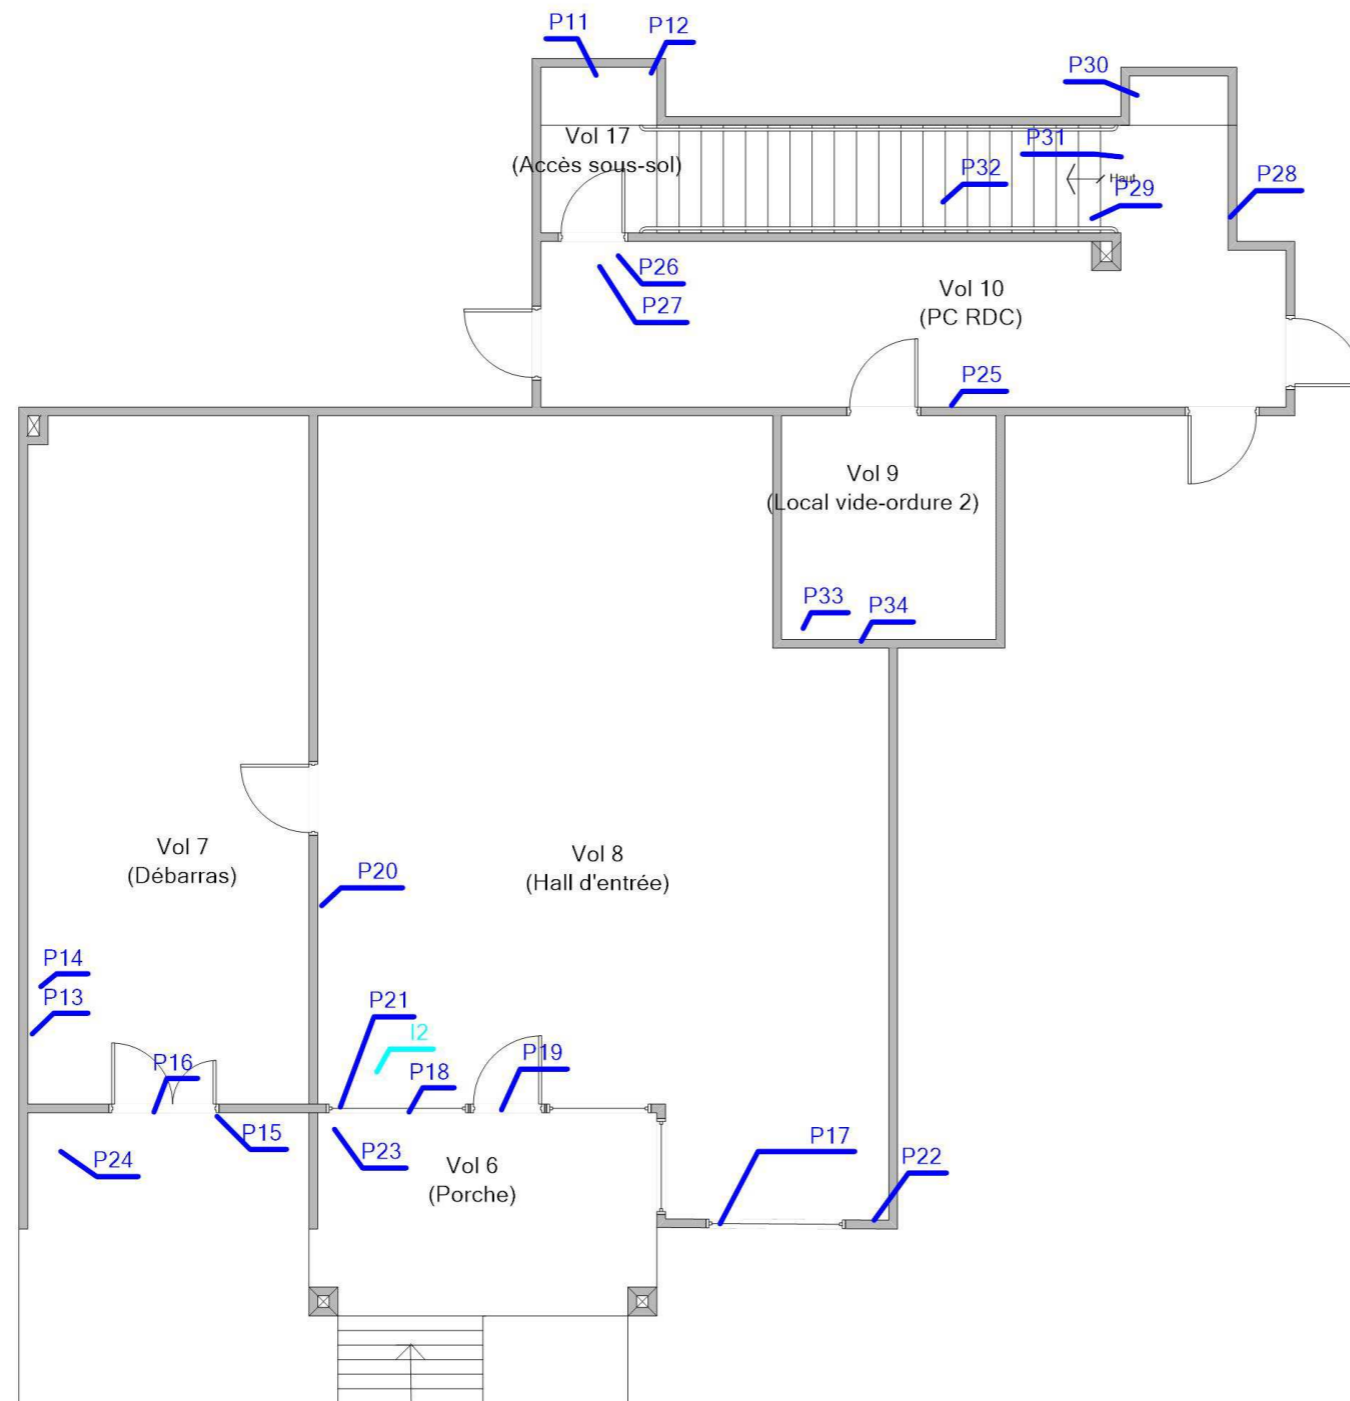 P11
P12
P30
Vol 17
(Accès sous-sol)
P31
P32
Haut
P29
P28
P26
P27
Vol 10
(PC RDC)
P25
Vol 9
(Local vide-ordure 2)
P33
P34
Vol 7
(Débarras)
Vol 8
(Hall d'entrée)
P20
P14
P13
P21
I2
P18
P19
P16
P15
P24
P23
Vol 6
(Porche)
P17
P22